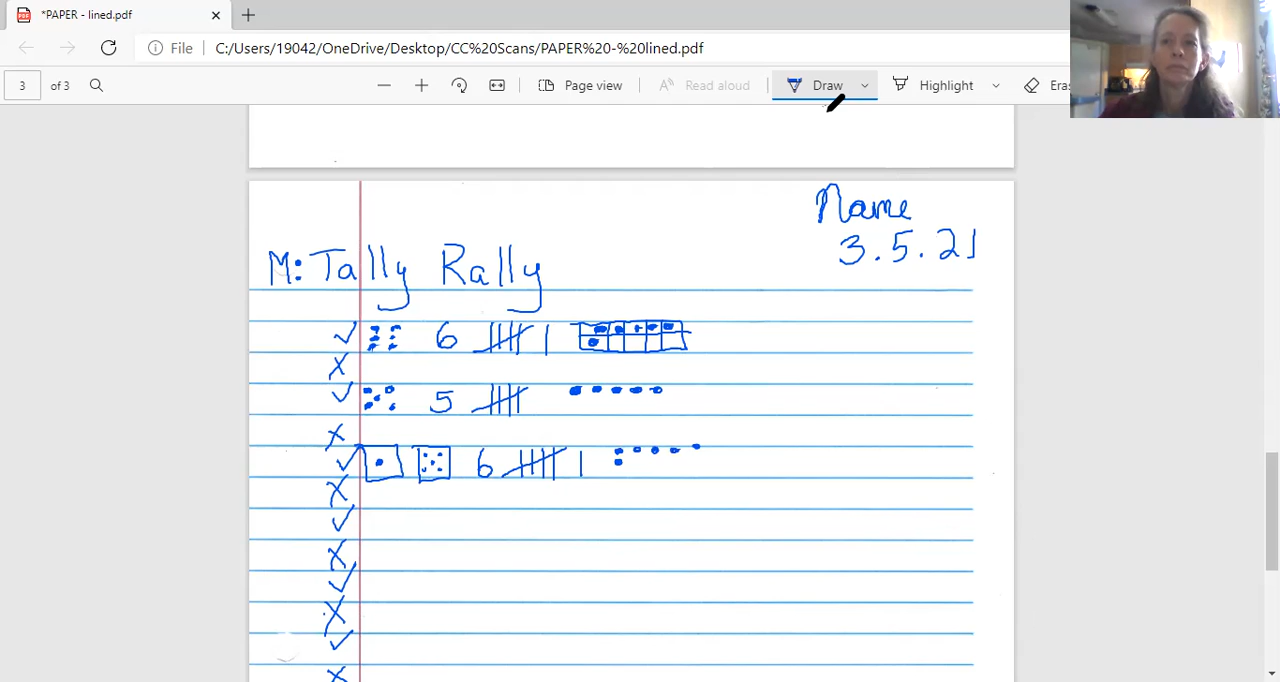 *PAPER - lined.pdf
File C:/Users/19042/OneDrive/Desktop/CC%20Scans/PAPER%20-%20lined.pdf
3 of 3 Page view Read aloud Draw Highlight Eras
Name
3.5.21
M: Tally Rally
6
5
6